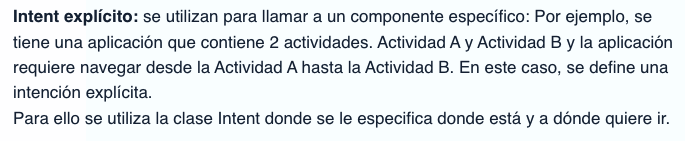 Intent explícito: se utilizan para llamar a un componente específico: Por ejemplo, se
tiene una aplicación que contiene 2 actividades. Actividad A y Actividad B y la aplicación
requiere navegar desde la Actividad A hasta la Actividad B. En este caso, se define una
intención explícita.
Para ello se utiliza la clase Intent donde se le especifica donde está y a dónde quiere ir.